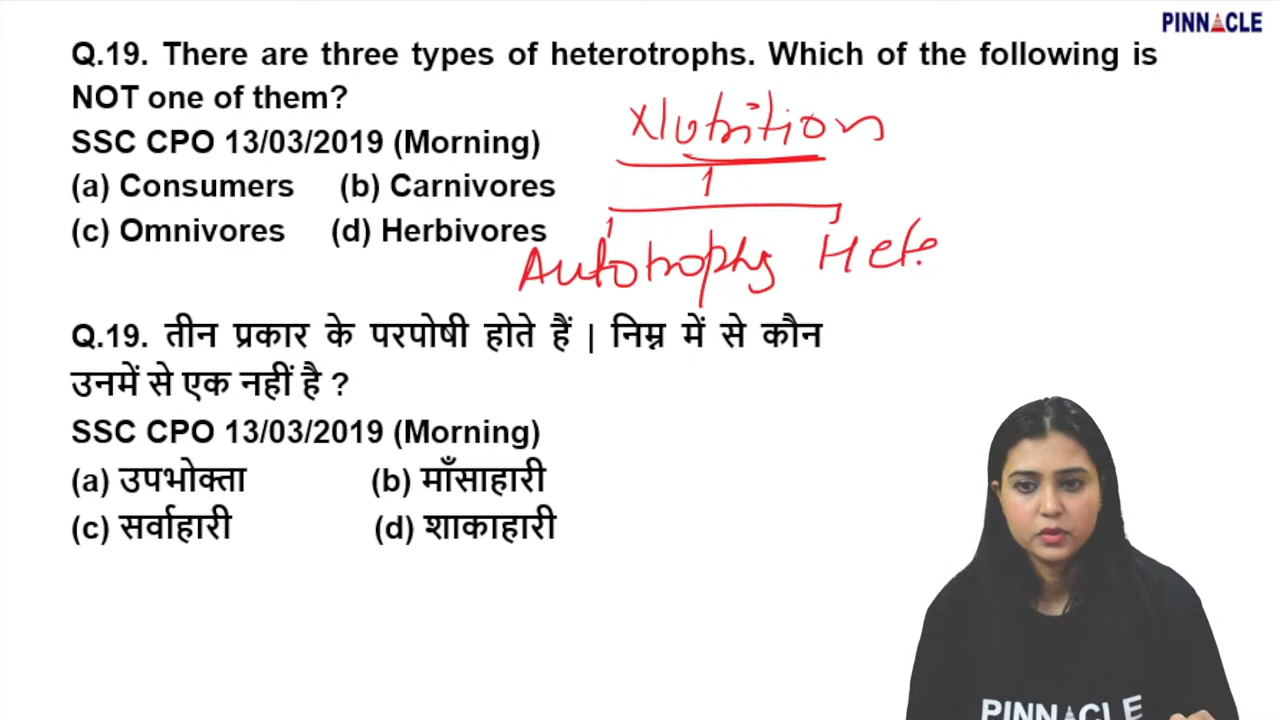 PINNACLE
Q.19. There are three types of heterotrophs. Which of the following is
NOT one of them?
Nutrition
SSC CPO 13/03/2019 (Morning)
(a) Consumers (b) Carnivores
(c) Omnivores (d) Herbivores
Autotrophs Hete
Q.19. तीन प्रकार के परपोषी होते हैं | निम्न में से कौन
उनमें से एक नहीं है ?
SSC CPO 13/03/2019 (Morning)
(a) उपभोक्ता (b) माँसाहारी
(c) सर्वाहारी (d) शाकाहारी
PINNACLE